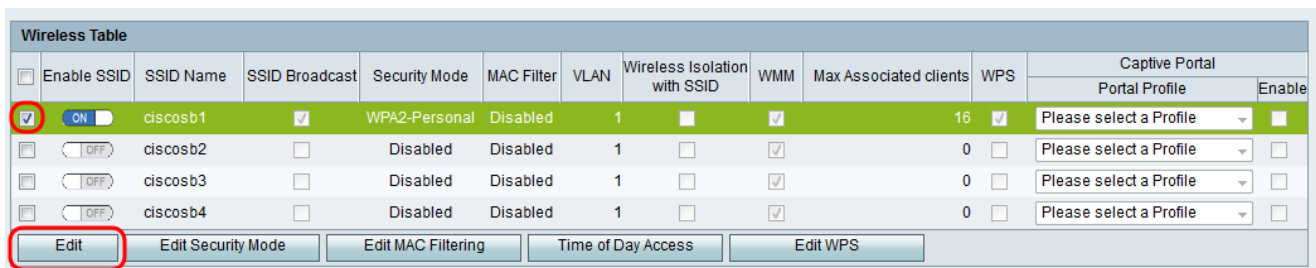 Wireless Table
Enable SSID SSID Name SSID Broadcast Security Mode MAC Filter VLAN Wireless Isolation with SSID WMM Max Associated clients WPS Captive Portal
Portal Profile Enable
ON ciscosb1 WPA2-Personal Disabled 1 16 Please select a Profile
OFF ciscosb2 Disabled Disabled 1 0 Please select a Profile
OFF ciscosb3 Disabled Disabled 1 0 Please select a Profile
OFF ciscosb4 Disabled Disabled 1 0 Please select a Profile
Edit Edit Security Mode Edit MAC Filtering Time of Day Access Edit WPS